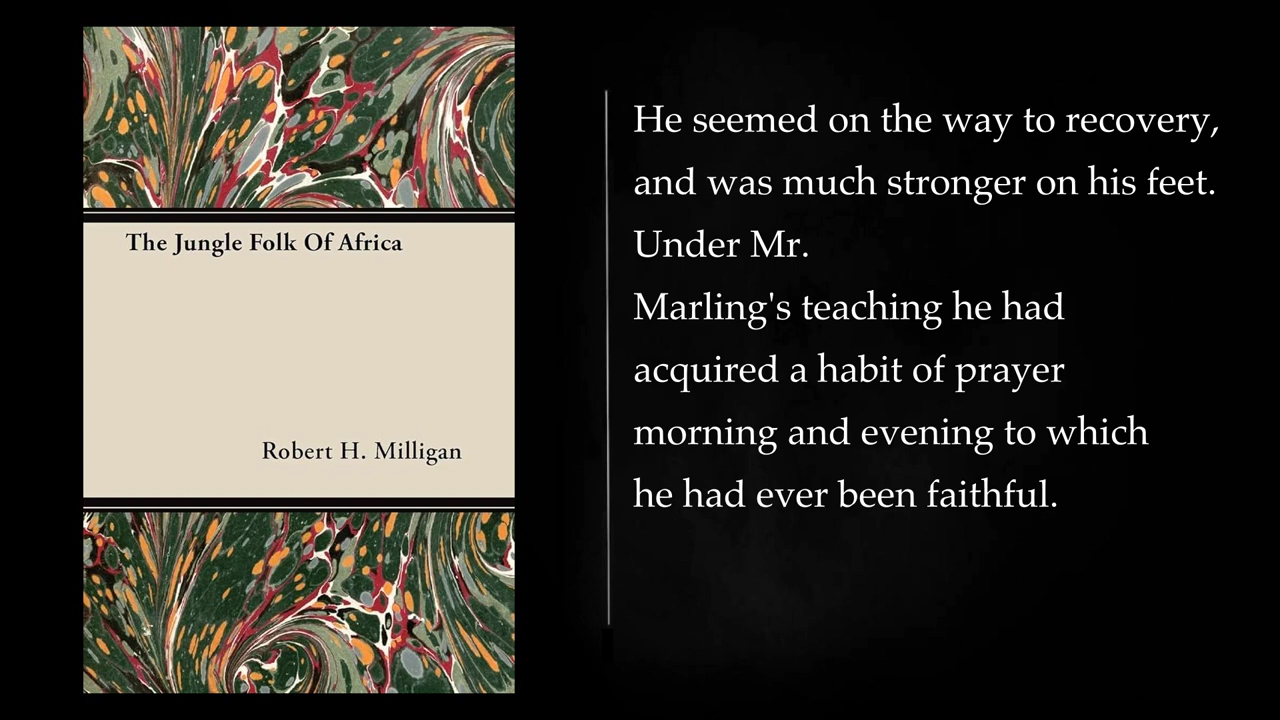 The Jungle Folk Of Africa
Robert H. Milligan
He seemed on the way to recovery,
and was much stronger on his feet.
Under Mr.
Marling's teaching he had
acquired a habit of prayer
morning and evening to which
he had ever been faithful.